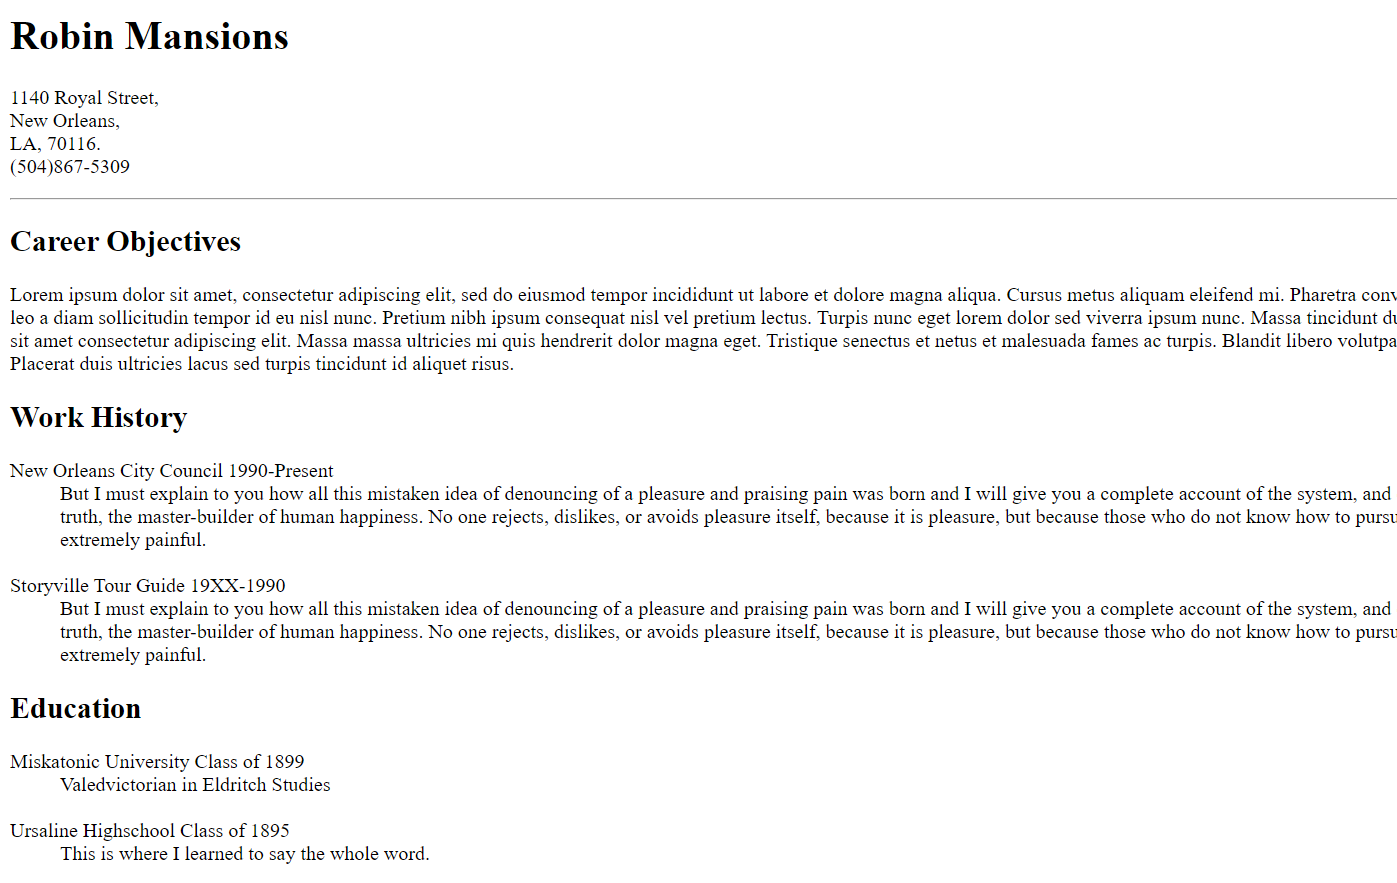 Robin Mansions
1140 Royal Street,
New Orleans,
LA, 70116.
(504)867-5309
Career Objectives
Lorem ipsum dolor sit amet, consectetur adipiscing elit, sed do eiusmod tempor incididunt ut labore et dolore magna aliqua. Cursus metus aliquam eleifend mi. Pharetra
leo a diam sollicitudin tempor id eu nisl nunc. Pretium nibh ipsum consequat nisl vel pretium lectus. Turpis nunc eget lorem dolor sed viverra ipsum nunc. Massa tincidunt
sit amet consectetur adipiscing elit. Massa massa ultricies mi quis hendrerit dolor magna eget. Tristique senectus et netus et malesuada fames ac turpis. Blandit libero
Placerat duis ultricies lacus sed turpis tincidunt id aliquet risus.
Work History
New Orleans City Council 1990-Present
But I must explain to you how all this mistaken idea of denouncing of a pleasure and praising pain was born and I will give you a complete account of the system, and
truth, the master-builder of human happiness. No one rejects, dislikes, or avoids pleasure itself, because it is pleasure, but because those who do not know how to
extremely painful.
Storyville Tour Guide 19XX-1990
But I must explain to you how all this mistaken idea of denouncing of a pleasure and praising pain was born and I will give you a complete account of the system, and
truth, the master-builder of human happiness. No one rejects, dislikes, or avoids pleasure itself, because it is pleasure, but because those who do not know how to
extremely painful.
Education
Miskatonic University Class of 1899
Valedvictorian in Eldritch Studies
Ursaline Highschool Class of 1895
This is where I learned to say the whole word.